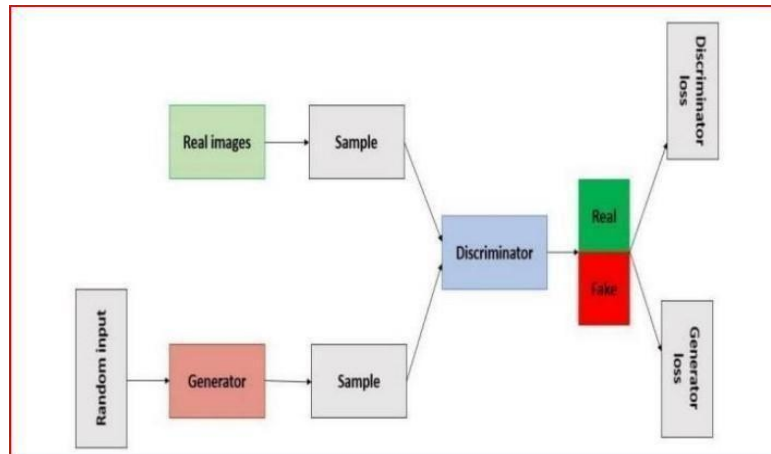 Discriminator
loss
Real images
Sample
Real
Discriminator
Fake
Random input
Generator
Sample
Generator
loss